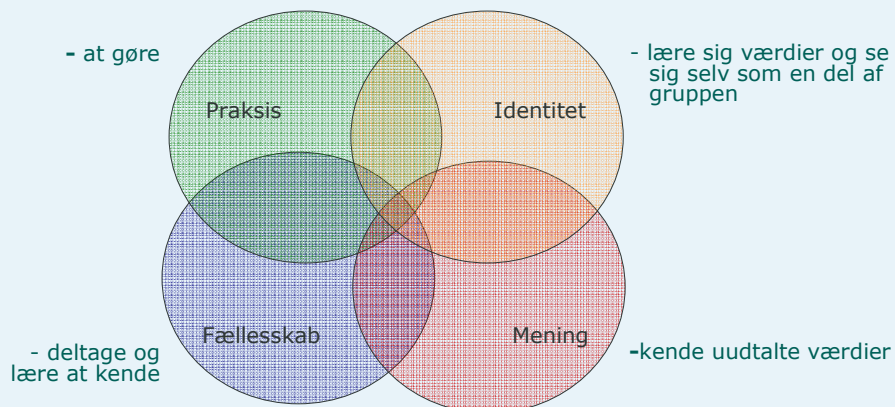 - at gøre
Praksis
Identitet
- lære sig værdier og se
sig selv som en del af
gruppen
- deltage og
lære at kende
Fællesskab
Mening
-kende uudtalte værdier